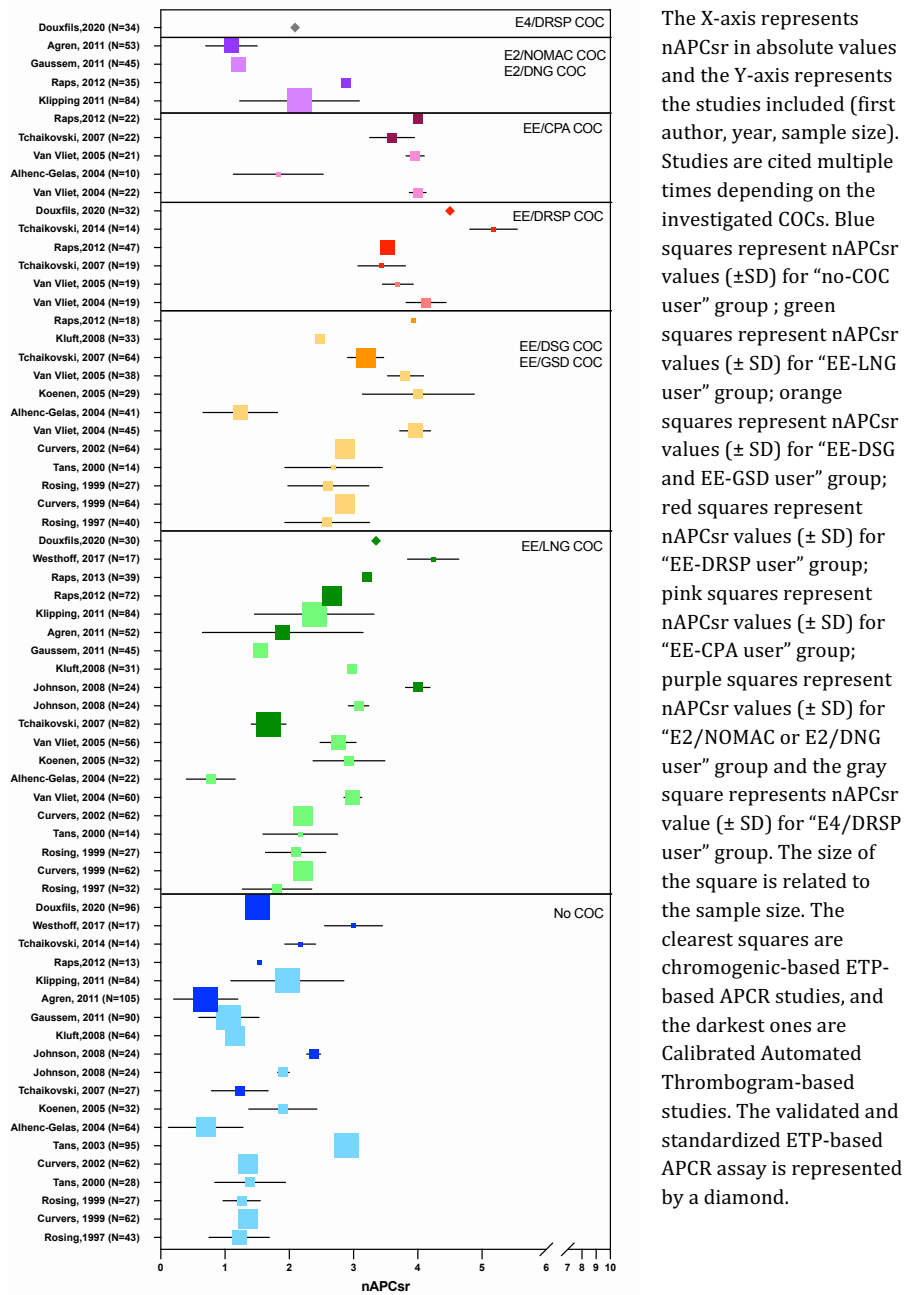 E4/DRSP COC
Douxfils,2020 (N=34)
Agren, 2011 (N=53)
E2/NOMAC COC
Gaussem, 2011 (N=45)
E2/DNG COC
Raps, 2012 (N=35)
Klipping 2011 (N=84)
Raps,2012 (N=22)
EE/CPA COC
Tchaikovski, 2007 (N=22)
Van Vliet, 2005 (N=21)
Alhenc-Gelas, 2004 (N=10)
Van Vliet, 2004 (N=22)
Douxfils, 2020 (N=32)
EE/DRSP COC
Tchaikovski, 2014 (N=14)
Raps,2012 (N=47)
Tchaikovski, 2007 (N=19)
Van Vliet, 2005 (N=19)
Van Vliet, 2004 (N=19)
Raps,2012 (N=18)
Kluft,2008 (N=33)
EE/DSG COC
Tchaikovski, 2007 (N=64)
EE/GSD COC
Van Vliet, 2005 (N=38)
Koenen, 2005 (N=29)
Alhenc-Gelas, 2004 (N=41)
Van Vliet, 2004 (N=45)
Curvers, 2002 (N=64)
Tans, 2000 (N=14)
Rosing, 1999 (N=27)
Curvers, 1999 (N=64)
Rosing, 1997 (N=40)
Douxfils, 2020 (N=30)
EE/LNG COC
Westhoff, 2017 (N=17)
Raps, 2013 (N=39)
Raps,2012 (N=72)
Klipping, 2011 (N=84)
Agren, 2011 (N=52)
Gaussem, 2011 (N=45)
Kluft,2008 (N=31)
Johnson, 2008 (N=24)
Johnson, 2008 (N=24)
Tchaikovski, 2007 (N=82)
Van Vliet, 2005 (N=56)
Koenen, 2005 (N=32)
Alhenc-Gelas, 2004 (N=22)
Van Vliet, 2004 (N=60)
Curvers, 2002 (N=62)
Tans, 2000 (N=14)
Rosing, 1999 (N=27)
Curvers, 1999 (N=62)
Rosing, 1997 (N=32)
Douxfils, 2020 (N=96)
No COC
Westhoff, 2017 (N=17)
Tchaikovski, 2014 (N=14)
Raps,2012 (N=13)
Klipping, 2011 (N=84)
Agren, 2011 (N=105)
Gaussem, 2011 (N=90)
Kluft,2008 (N=64)
Johnson, 2008 (N=24)
Johnson, 2008 (N=24)
Tchaikovski, 2007 (N=27)
Koenen, 2005 (N=32)
Alhenc-Gelas, 2004 (N=64)
Tans, 2003 (N=95)
Curvers, 2002 (N=62)
Tans, 2000 (N=28)
Rosing, 1999 (N=27)
Curvers, 1999 (N=62)
Rosing,1997 (N=43)
0 1 2 3 4 5 6 7 8 9 10
nAPCsr
The X-axis represents
nAPCsr in absolute values
and the Y-axis represents
the studies included (first
author, year, sample size).
Studies are cited multiple
times depending on the
investigated COCs. Blue
squares represent nAPCsr
values (±SD) for “no-COC
user” group ; green
squares represent nAPCsr
values (± SD) for “EE-LNG
user” group; orange
squares represent nAPCsr
values (± SD) for “EE-DSG
and EE-GSD user” group;
red squares represent
nAPCsr values (± SD) for
“EE-DRSP user” group;
pink squares represent
nAPCsr values (± SD) for
“EE-CPA user” group;
purple squares represent
nAPCsr values (± SD) for
“E2/NOMAC or E2/DNG
user” group and the gray
square represents nAPCsr
value (± SD) for “E4/DRSP
user” group. The size of
the square is related to
the sample size. The
clearest squares are
chromogenic-based ETP-
based APCR studies, and
the darkest ones are
Calibrated Automated
Thrombogram-based
studies. The validated and
standardized ETP-based
APCR assay is represented
by a diamond.